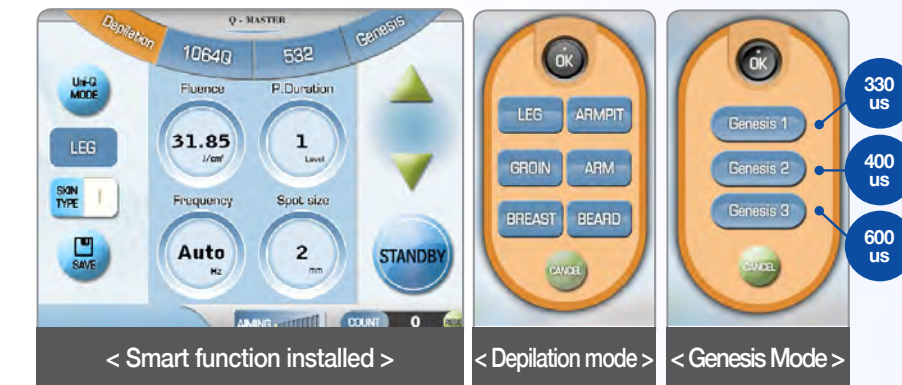 Q - MASTER
Depilation
1064Q
532
Genesis
Uni-Q
MODE
LEG
SKIN
TYPE
I
SAVE
Fluence
31.85
J/cm²
P.Duration
1
Level
Frequency
Auto
Hz
Spot size
2
mm
STANDBY
AIMING
COUNT
0
RESET
< Smart function installed >
OK
LEG
ARMPIT
GROIN
ARM
BREAST
BEARD
CANCEL
< Depilation mode >
OK
Genesis 1
330
us
Genesis 2
400
us
Genesis 3
600
us
CANCEL
< Genesis Mode >